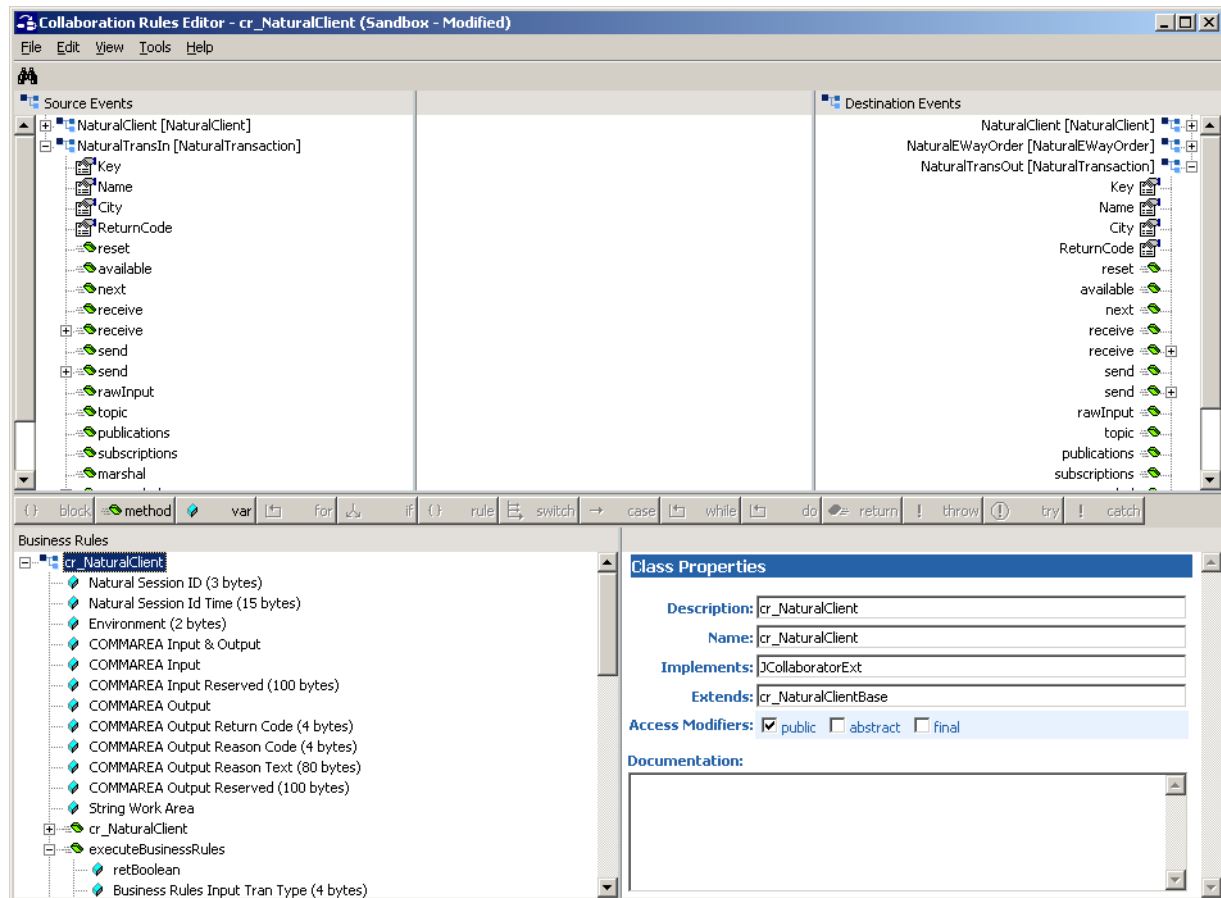 Collaboration Rules Editor - cr_NaturalClient (Sandbox - Modified)
File Edit View Tools Help
Source Events
NaturalClient [NaturalClient]
NaturalTransIn [NaturalTransaction]
Key
Name
City
ReturnCode
reset
available
next
receive
receive
send
send
rawInput
topic
publications
subscriptions
marshal
Destination Events
NaturalClient [NaturalClient]
NaturalEWayOrder [NaturalEWayOrder]
NaturalTransOut [NaturalTransaction]
Key
Name
City
ReturnCode
reset
available
next
receive
receive
send
send
rawInput
topic
publications
subscriptions
{} block method var for if {} rule switch case while do return ! throw try ! catch
Business Rules
cr_NaturalClient
Natural Session ID (3 bytes)
Natural Session Id Time (15 bytes)
Environment (2 bytes)
COMMAREA Input & Output
COMMAREA Input
COMMAREA Input Reserved (100 bytes)
COMMAREA Output
COMMAREA Output Return Code (4 bytes)
COMMAREA Output Reason Code (4 bytes)
COMMAREA Output Reason Text (80 bytes)
COMMAREA Output Reserved (100 bytes)
String Work Area
cr_NaturalClient
executeBusinessRules
retBoolean
Business Rules Input Tran Type (4 bytes)
Class Properties
Description: cr_NaturalClient
Name: cr_NaturalClient
Implements: JCollaboratorExt
Extends: cr_NaturalClientBase
Access Modifiers: public abstract final
Documentation: